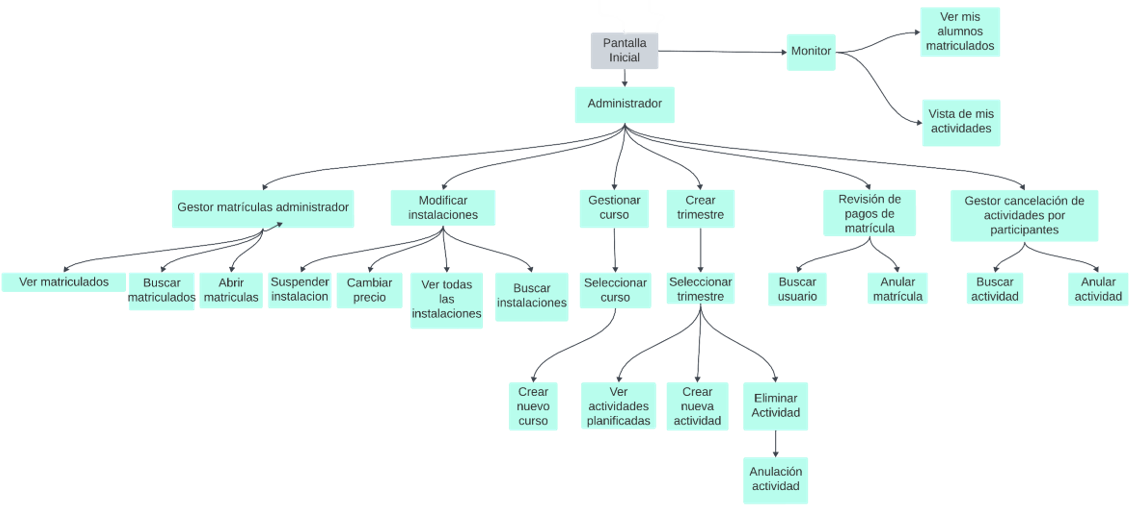 Pantalla
Inicial
Monitor
Ver mis
alumnos
matriculados
Administrador
Vista de mis
actividades
Gestor matrículas administrador
Modificar
instalaciones
Gestionar
curso
Crear
trimestre
Revisión de
pagos de
matrícula
Gestor cancelación de
actividades por
participantes
Ver matriculados
Buscar
matriculados
Abrir
matriculas
Suspender
instalacion
Cambiar
precio
Ver todas
las
instalaciones
Buscar
instalaciones
Seleccionar
curso
Seleccionar
trimestre
Buscar
usuario
Anular
matrícula
Buscar
actividad
Anular
actividad
Crear
nuevo
curso
Ver
actividades
planificadas
Crear
nueva
actividad
Eliminar
Actividad
Anulación
actividad